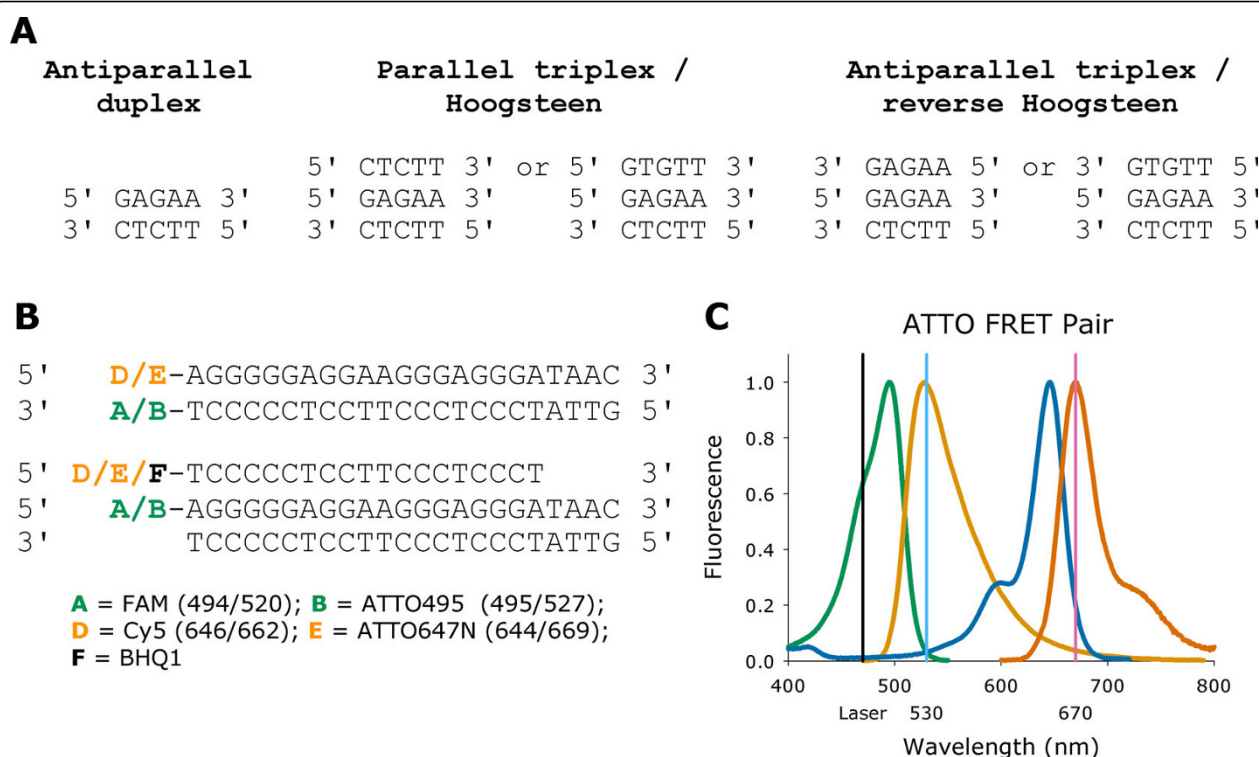 A
Antiparallel duplex
Parallel triplex / Hoogsteen
Antiparallel triplex / reverse Hoogsteen
5' GAGAA 3'
3' CTCTT 5'
5' CTCTT 3' or 5' GTGTT 3'
5' GAGAA 3' 5' GAGAA 3'
3' CTCTT 5' 3' CTCTT 5'
3' GAGAA 5' or 3' GTGTT 5'
5' GAGAA 3' 5' GAGAA 3'
3' CTCTT 5' 3' CTCTT 5'
B
5' D/E-AGGGGGAGGAAGGGAGGGATAAC 3'
3' A/B-TCCCCCTCCTTCCCTCCCTATTG 5'
5' D/E/F-TCCCCCTCCTTCCCTCCCT 3'
5' A/B-AGGGGGAGGAAGGGAGGGATAAC 3'
3' TCCCCCTCCTTCCCTCCCTATTG 5'
A = FAM (494/520); B = ATTO495 (495/527);
D = Cy5 (646/662); E = ATTO647N (644/669);
F = BHQ1
C
ATTO FRET Pair
Fluorescence
1.0
0.8
0.6
0.4
0.2
0.0
400 500 600 700 800
Laser 530 670
Wavelength (nm)